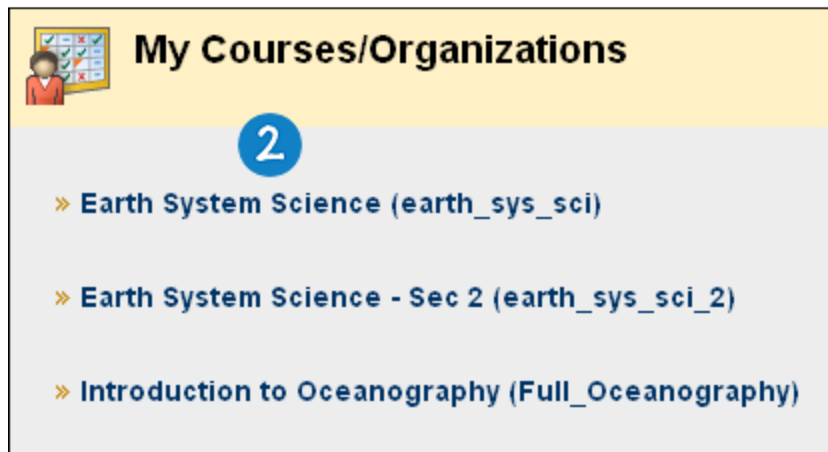 My Courses/Organizations
2
» Earth System Science (earth_sys_sci)
» Earth System Science - Sec 2 (earth_sys_sci_2)
» Introduction to Oceanography (Full_Oceanography)